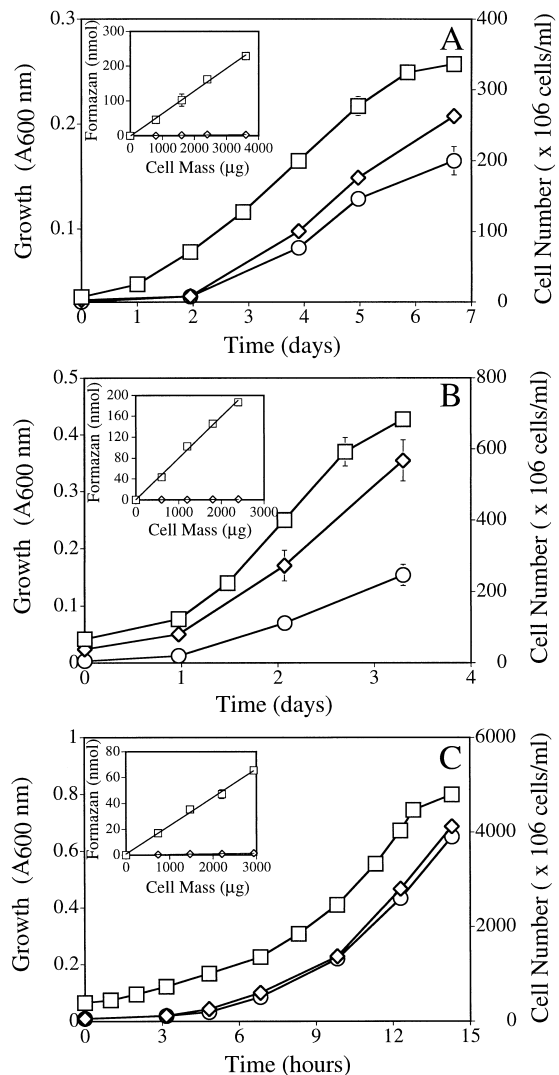 A
Growth (A600 nm)
0.3
0.2
0.1
0
0 1 2 3 4 5 6 7
Time (days)
400
300
200
100
0
Cell Number ( x 106 cells/ml)
Formazan (nmol)
300
200
100
0
0 1000 2000 3000 4000
Cell Mass (µg)
B
Growth (A600 nm)
0.5
0.4
0.3
0.2
0.1
0
0 1 2 3 4
Time (days)
800
600
400
200
0
Cell Number ( x 106 cells/ml)
Formazan (nmol)
200
160
120
80
40
0
0 1000 2000 3000
Cell Mass (µg)
C
Growth (A600 nm)
1
0.8
0.6
0.4
0.2
0
0 3 6 9 12 15
Time (hours)
6000
4000
2000
0
Cell Number ( x 106 cells/ml)
Formazan (nmol)
80
60
40
20
0
0 1000 2000 3000
Cell Mass (µg)